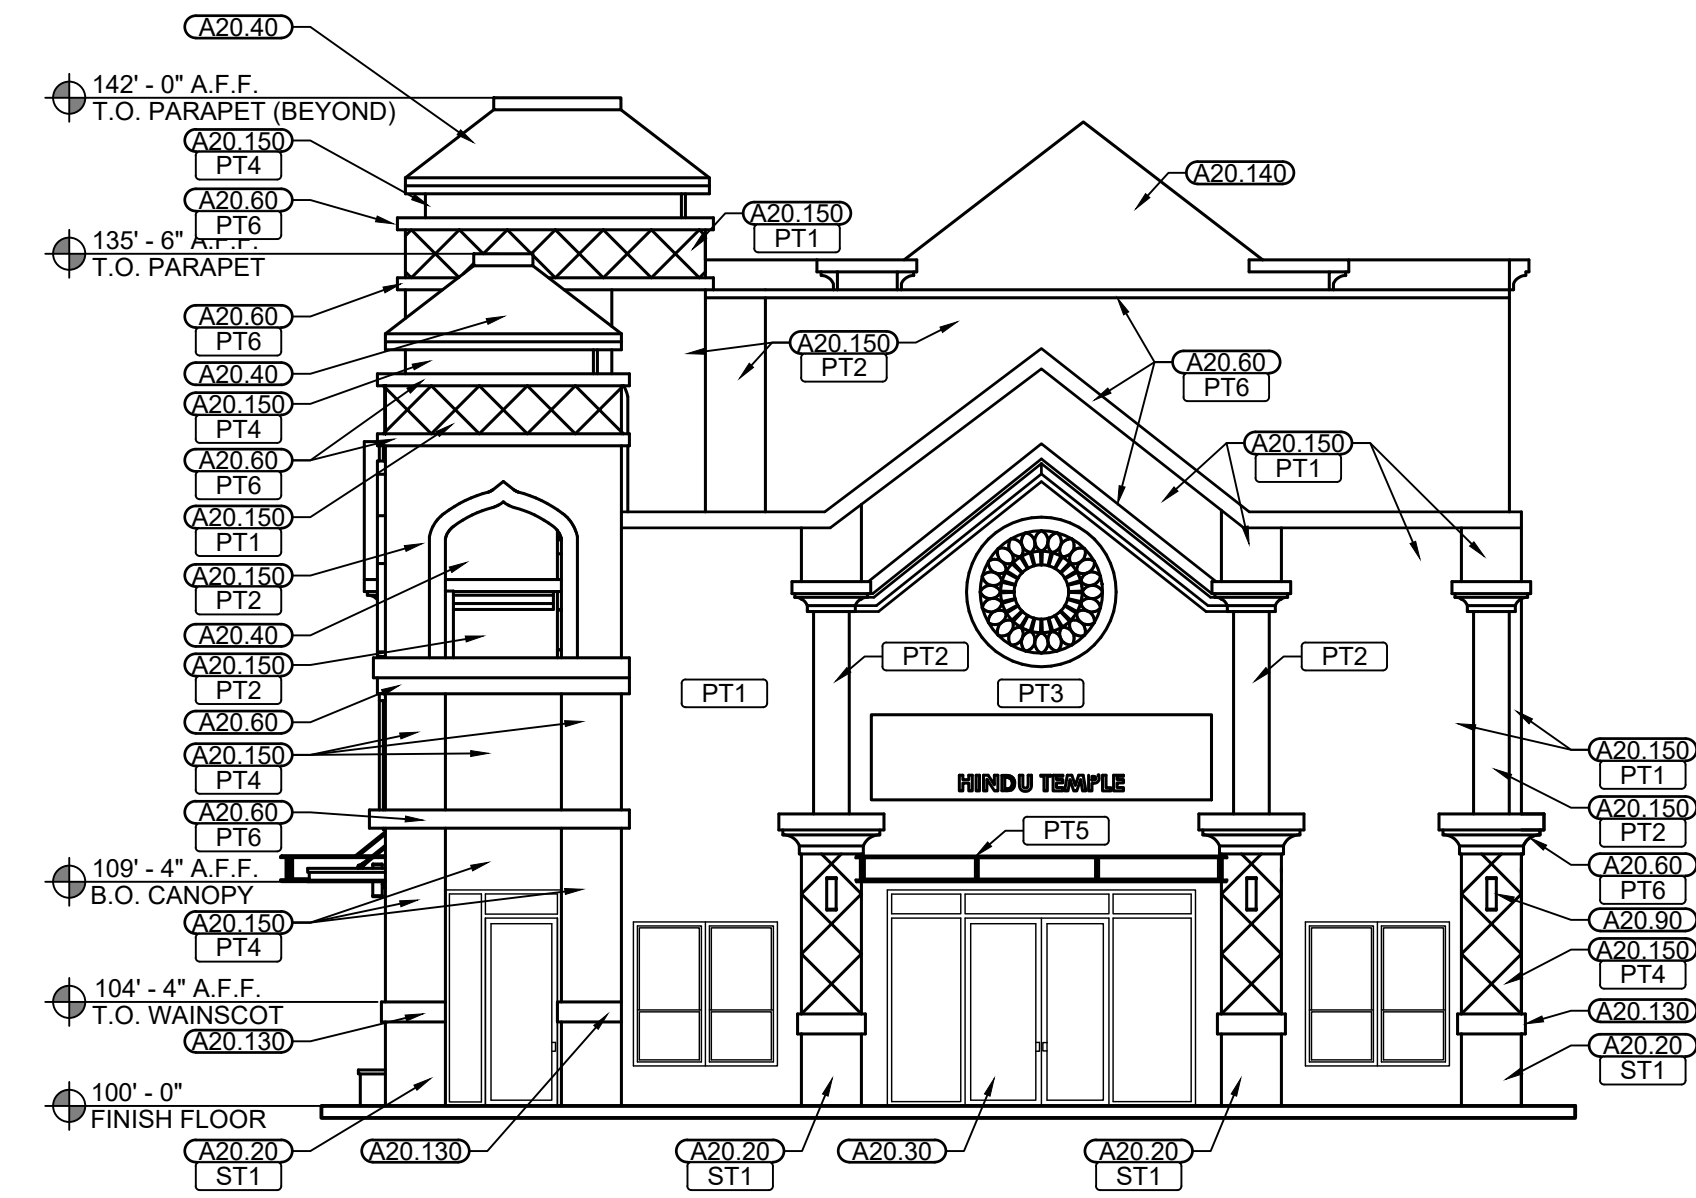 A20.40
142' - 0" A.F.F.
T.O. PARAPET (BEYOND)
A20.150
PT4
A20.60
PT6
135' - 6" A.F.F.
T.O. PARAPET
A20.60
PT6
A20.40
A20.150
PT4
A20.60
PT6
A20.150
PT1
A20.150
PT2
A20.40
A20.150
PT2
A20.60
A20.150
PT4
A20.60
PT6
109' - 4" A.F.F.
B.O. CANOPY
A20.150
PT4
104' - 4" A.F.F.
T.O. WAINSCOT
A20.130
100' - 0"
FINISH FLOOR
A20.20
ST1
A20.130
A20.20
ST1
A20.30
A20.20
ST1
A20.150
PT1
A20.140
A20.150
PT2
A20.60
PT6
A20.150
PT1
PT2
PT2
PT1
PT3
HINDU TEMPLE
PT5
A20.150
PT1
A20.150
PT2
A20.60
PT6
A20.90
A20.150
PT4
A20.130
A20.20
ST1